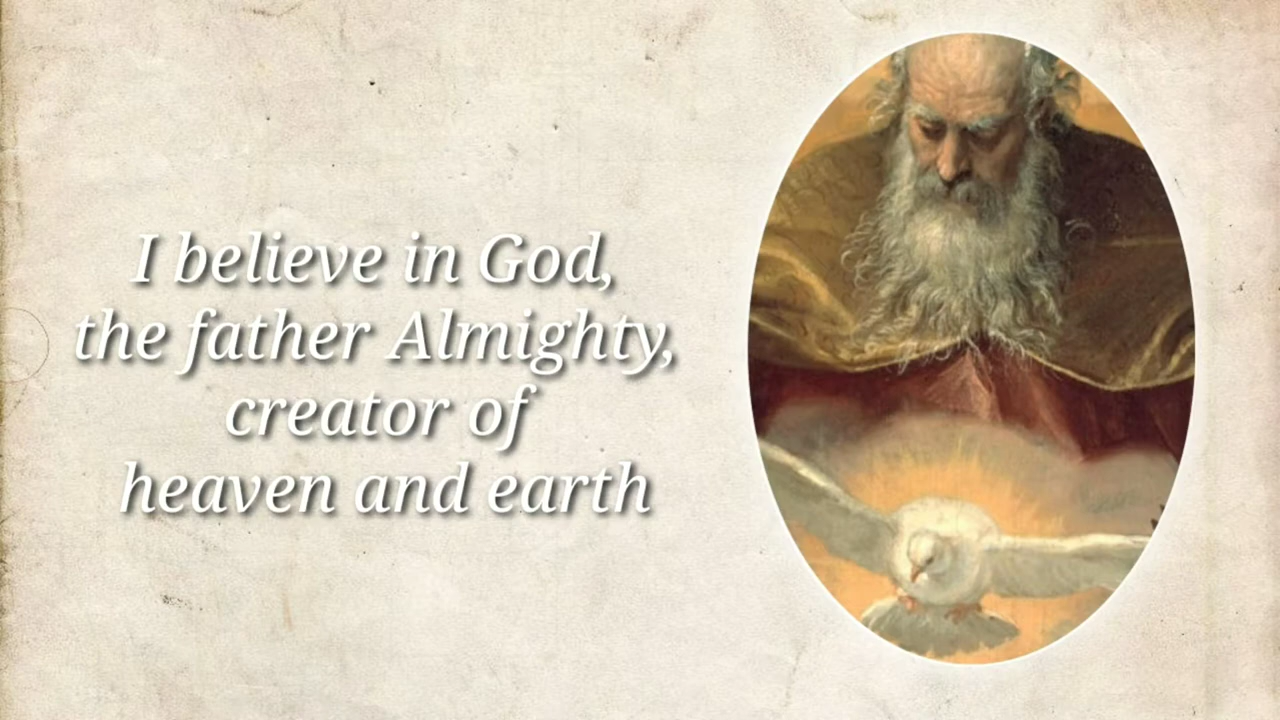 I believe in God,
the father Almighty,
creator of
heaven and earth